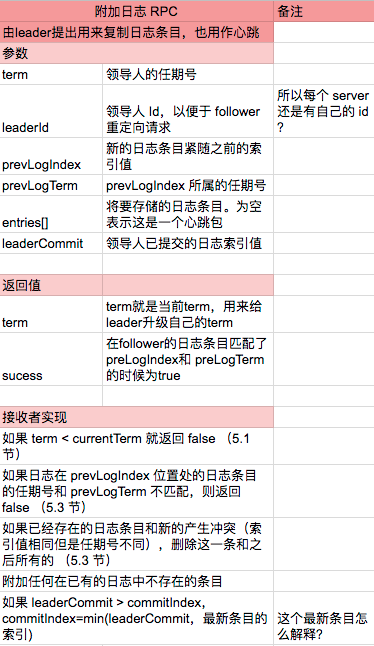 附加日志 RPC 备注
由leader提出用来复制日志条目，也用作心跳
参数
term 领导人的任期号
leaderId 领导人 Id，以便于 follower
重定向请求
所以每个 server
还是有自己的 id
？
prevLogIndex 新的日志条目紧随之前的索
引值
prevLogTerm prevLogIndex 所属的任期号
entries[] 将要存储的日志条目。为空
表示这是一个心跳包
leaderCommit 领导人已提交的日志索引值
返回值
term term就是当前term，用来给
leader升级自己的term
sucess 在follower的日志条目匹配了
preLogIndex和 preLogTerm
的时候为true
接收者实现
如果 term < currentTerm 就返回 false （5.1
节）
如果日志在 prevLogIndex 位置处的日志条目
的任期号和 prevLogTerm 不匹配，则返回
false （5.3 节）
如果已经存在的日志条目和新的产生冲突（索
引值相同但是任期号不同），删除这一条和之
后所有的 （5.3 节）
附加任何在已有的日志中不存在的条目
如果 leaderCommit > commitIndex，
commitIndex=min(leaderCommit，最新条目的
索引)
这个最新条目怎
么解释?